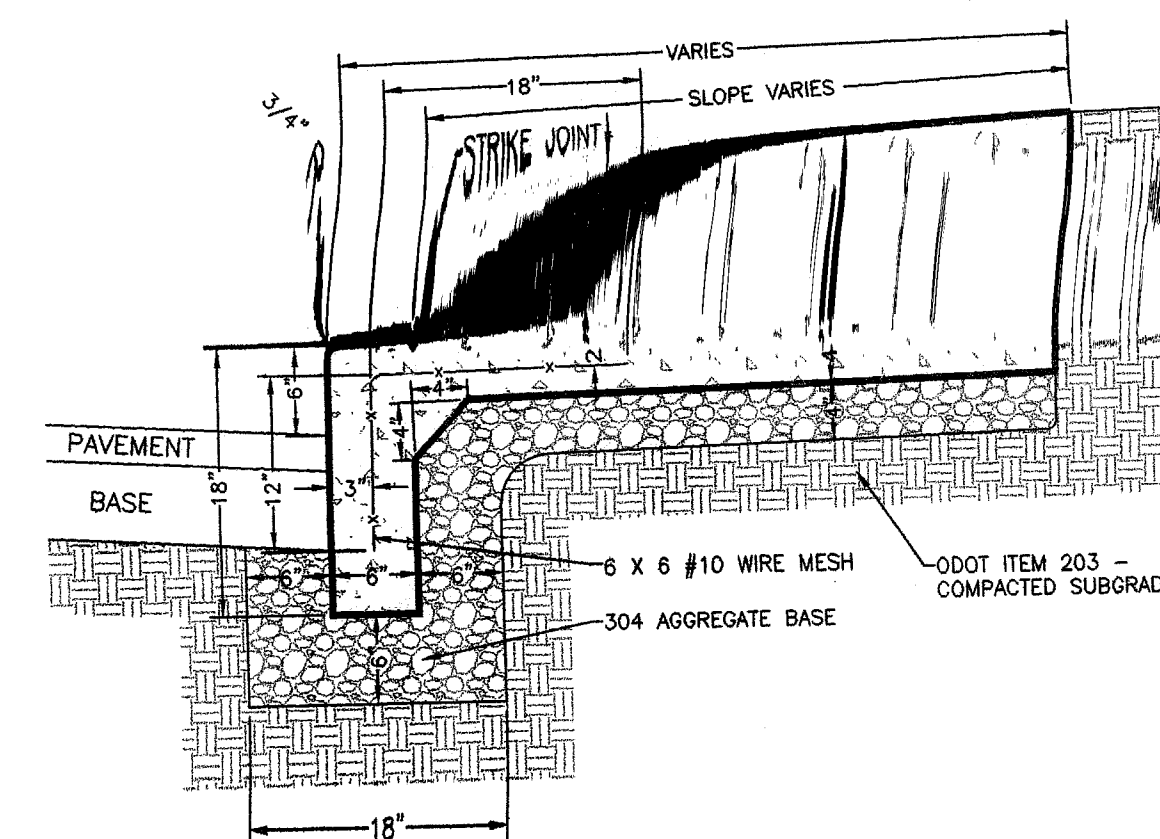 VARIES
18"
SLOPE VARIES
3/4"
STRIKE JOINT
2
4
4"
6"
4"
4"
PAVEMENT
18"
12"
3"
BASE
6 X 6 #10 WIRE MESH
ODOT ITEM 203 –
COMPACTED SUBGRAD
6"
6"
6"
304 AGGREGATE BASE
6"
18"